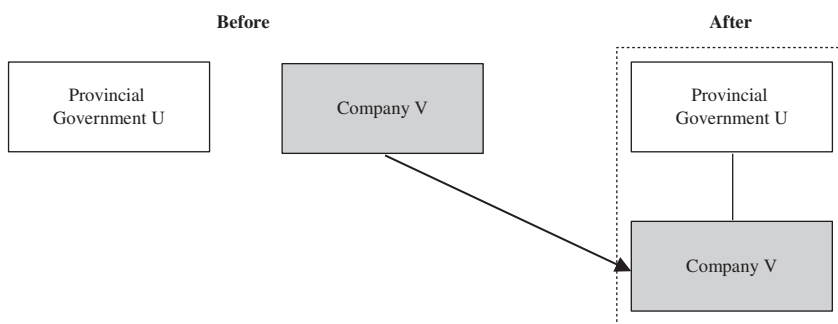 Before
After
Provincial
Government U
Company V
Provincial
Government U
Company V